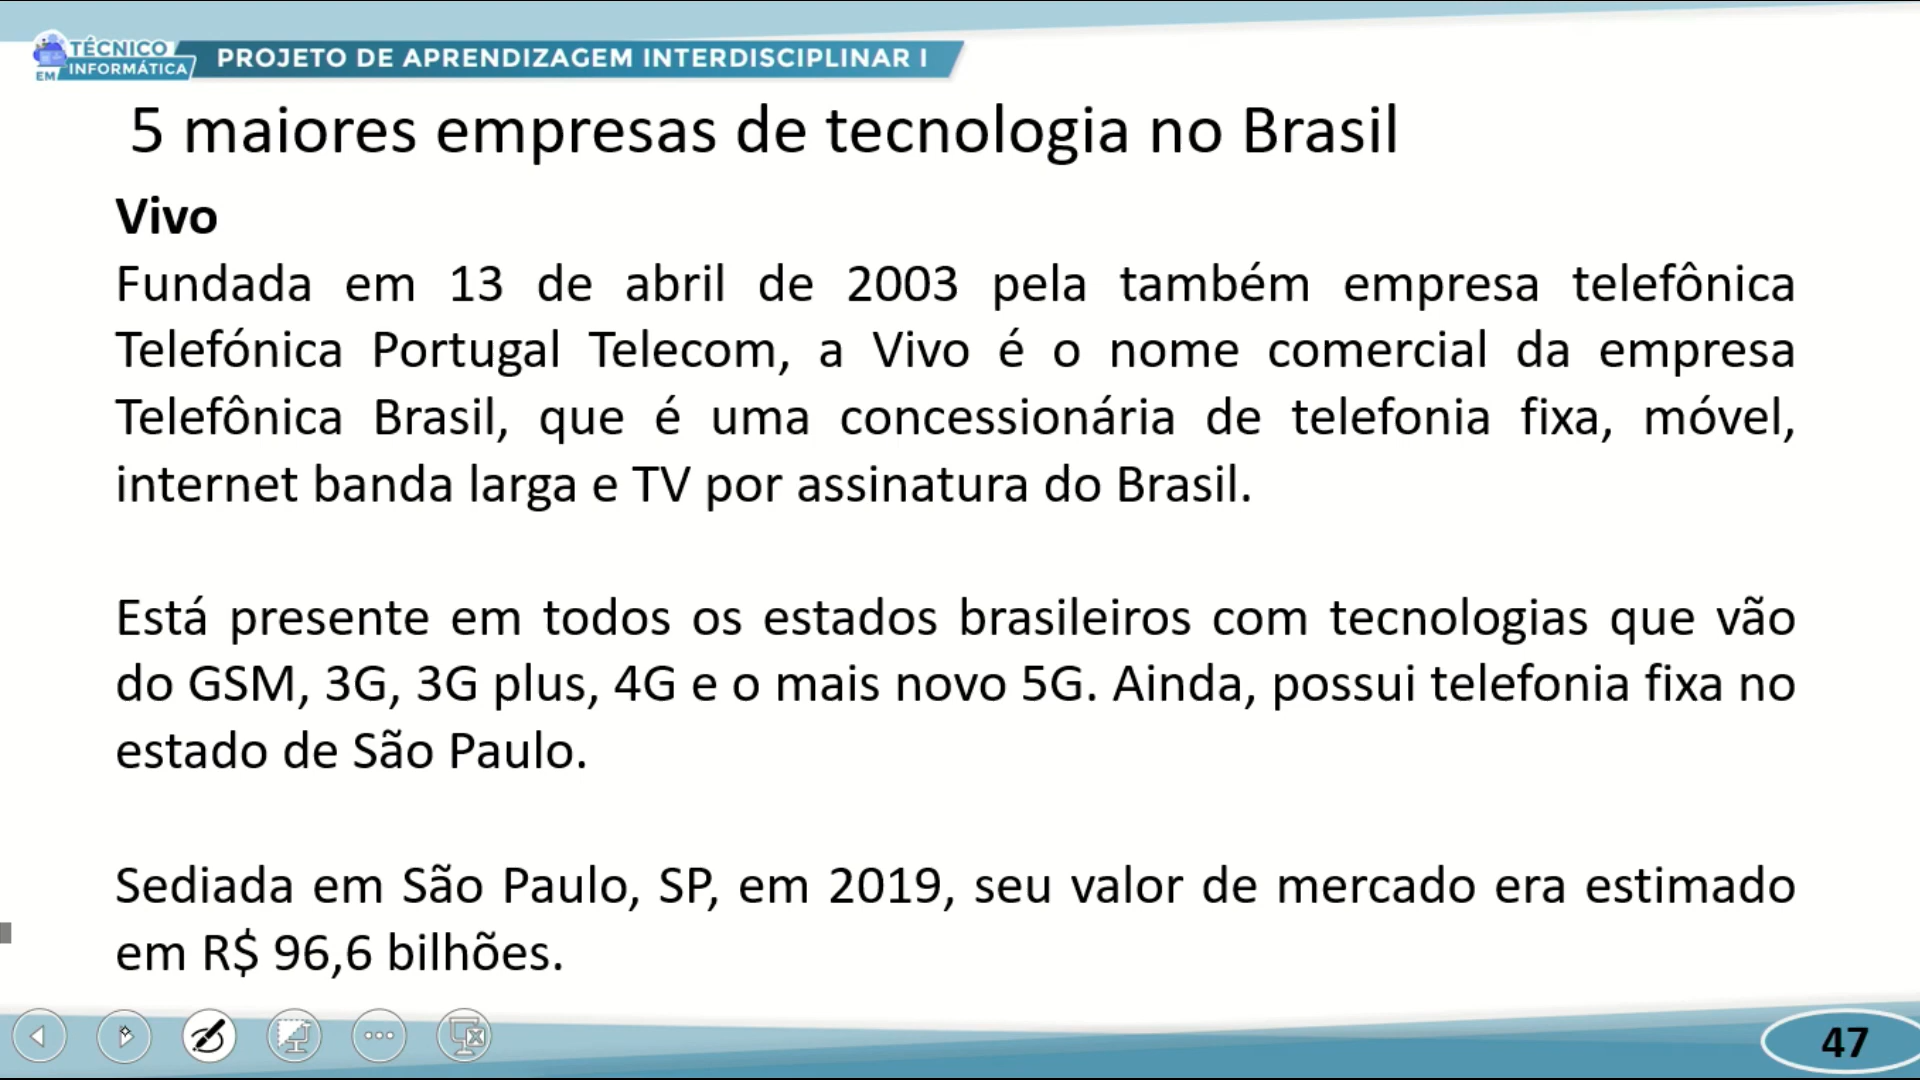 TÉCNICO
EM INFORMÁTICA
PROJETO DE APRENDIZAGEM INTERDISCIPLINAR I
5 maiores empresas de tecnologia no Brasil
Vivo
Fundada em 13 de abril de 2003 pela também empresa telefônica
Telefónica Portugal Telecom, a Vivo é o nome comercial da empresa
Telefônica Brasil, que é uma concessionária de telefonia fixa, móvel,
internet banda larga e TV por assinatura do Brasil.
Está presente em todos os estados brasileiros com tecnologias que vão
do GSM, 3G, 3G plus, 4G e o mais novo 5G. Ainda, possui telefonia fixa no
estado de São Paulo.
Sediada em São Paulo, SP, em 2019, seu valor de mercado era estimado
em R$ 96,6 bilhões.
47